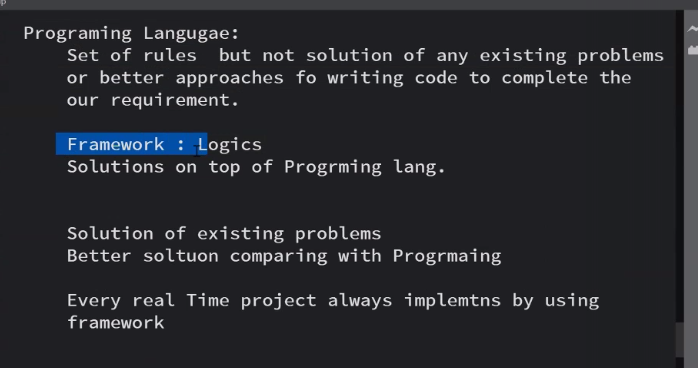 Programing Langugae:
Set of rules but not solution of any existing problems
or better approaches fo writing code to complete the
our requirement.
Framework : Logics
Solutions on top of Progrming lang.
Solution of existing problems
Better soltuon comparing with Progrmaing
Every real Time project always implemtns by using
framework